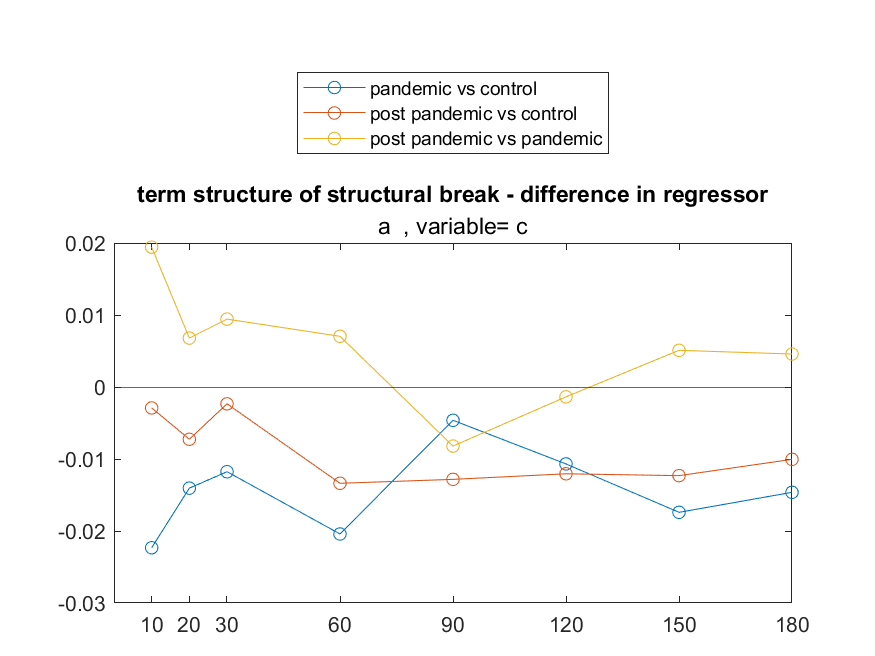 pandemic vs control
post pandemic vs control
post pandemic vs pandemic
term structure of structural break - difference in regressor
a , variable= c
0.02
0.01
0
-0.01
-0.02
-0.03
10 20 30 60 90 120 150 180